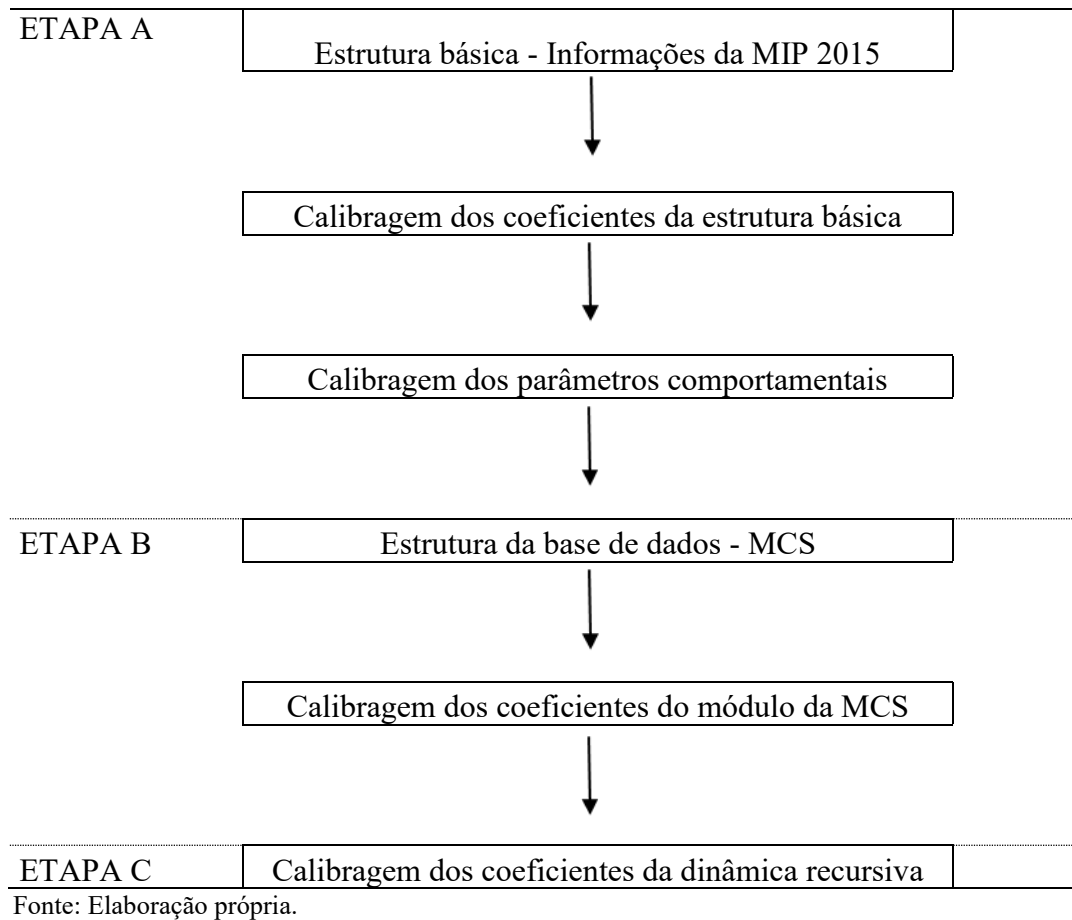 ETAPA A
Estrutura básica - Informações da MIP 2015
Calibragem dos coeficientes da estrutura básica
Calibragem dos parâmetros comportamentais
ETAPA B
Estrutura da base de dados - MCS
Calibragem dos coeficientes do módulo da MCS
ETAPA C
Calibragem dos coeficientes da dinâmica recursiva
Fonte: Elaboração própria.